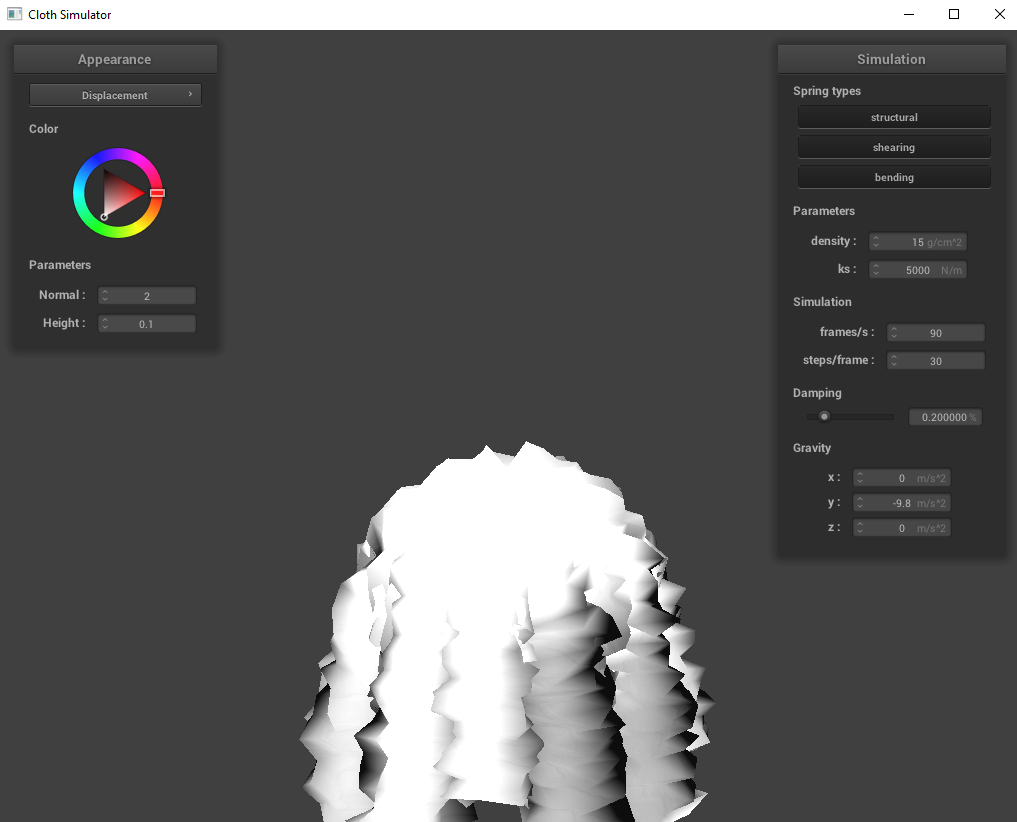 Cloth Simulator
Appearance
Displacement
Color
Parameters
Normal : 2
Height : 0.1
Simulation
Spring types
structural
shearing
bending
Parameters
density : 15 g/cm^2
ks : 5000 N/m
Simulation
frames/s : 90
steps/frame : 30
Damping
0.200000 %
Gravity
x : 0 m/s^2
y : -9.8 m/s^2
z : 0 m/s^2